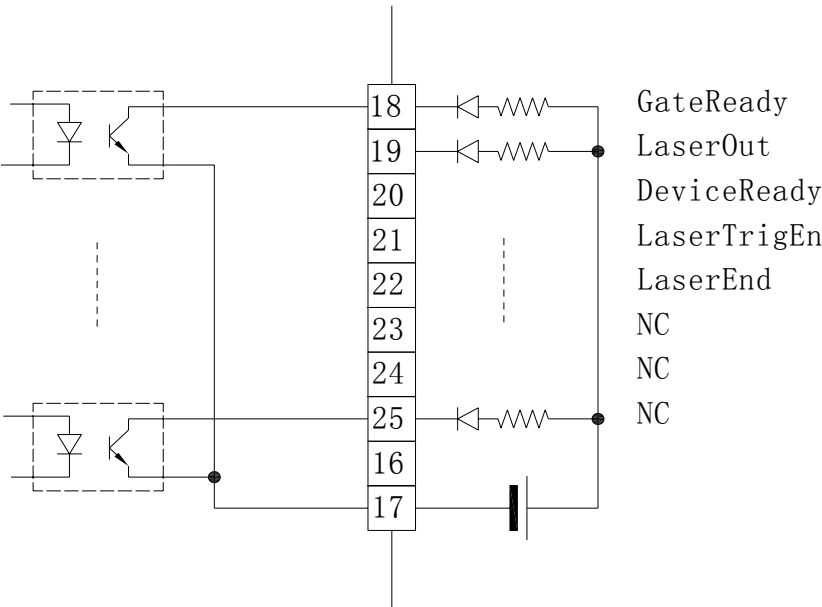 18 GateReady
19 LaserOut
20 DeviceReady
21 LaserTrigEn
22 LaserEnd
23 NC
24 NC
25 NC
16
17